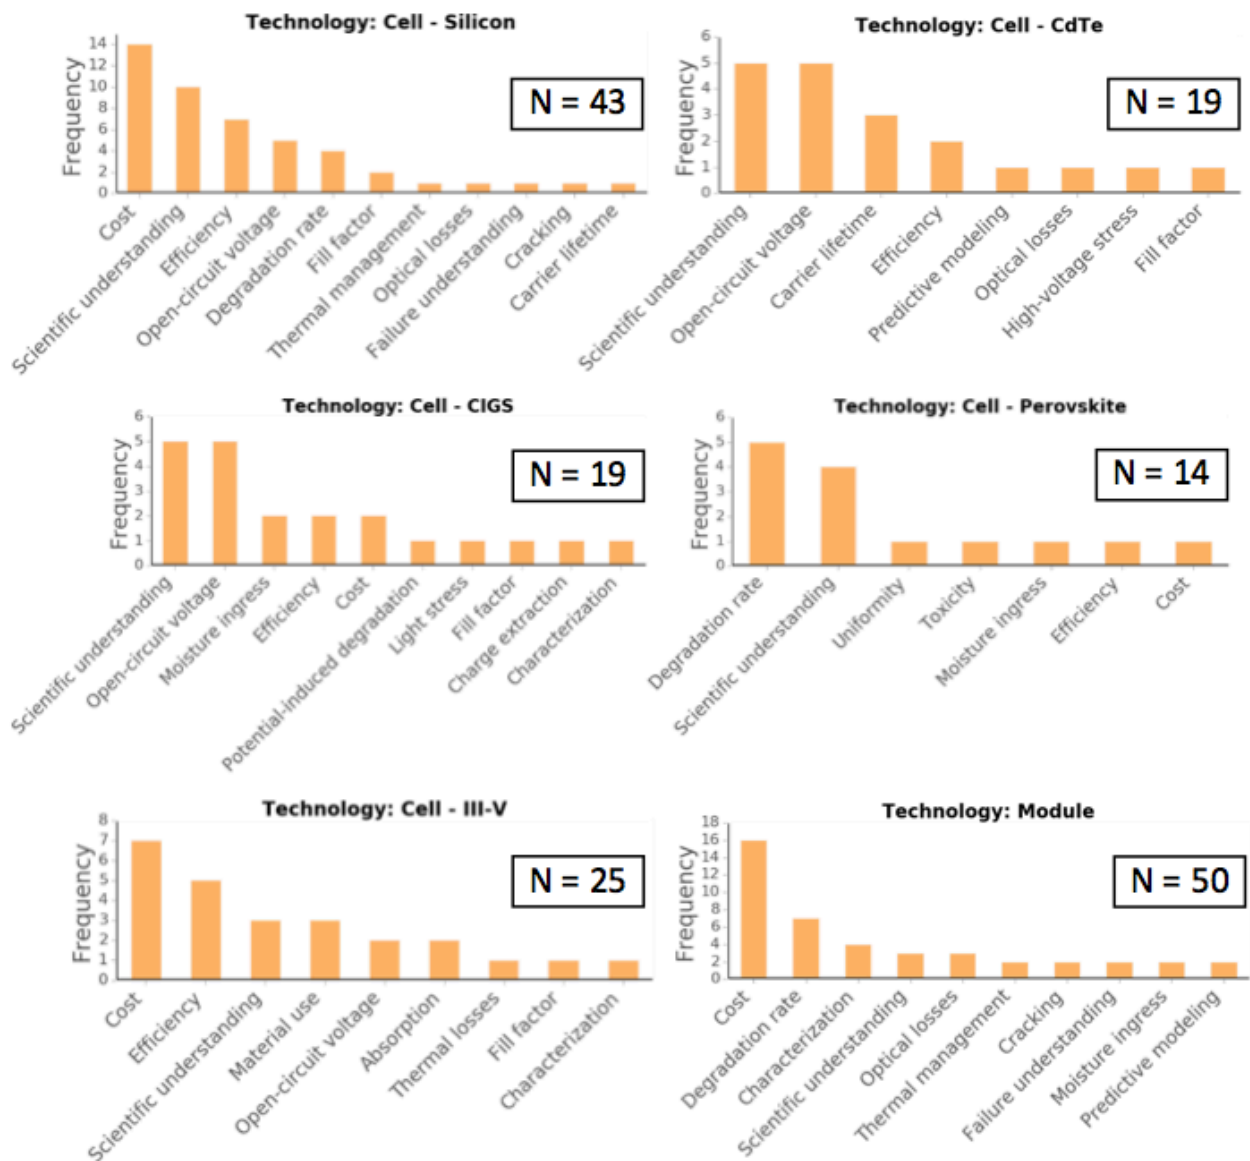 Technology: Cell - Silicon
Frequency
14
12
10
8
6
4
2
0
N = 43
Cost
Scientific understanding
Efficiency
Open-circuit voltage
Degradation rate
Fill factor
Thermal management
Optical losses
Failure understanding
Cracking
Carrier lifetime
Technology: Cell - CdTe
Frequency
6
5
4
3
2
1
0
N = 19
Scientific understanding
Open-circuit voltage
Carrier lifetime
Efficiency
Predictive modeling
Optical losses
High-voltage stress
Fill factor
Technology: Cell - CIGS
Frequency
6
5
4
3
2
1
0
N = 19
Scientific understanding
Open-circuit voltage
Moisture ingress
Efficiency
Cost
Potential-induced degradation
Light stress
Fill factor
Charge extraction
Characterization
Technology: Cell - Perovskite
Frequency
6
5
4
3
2
1
0
N = 14
Degradation rate
Scientific understanding
Uniformity
Toxicity
Moisture ingress
Efficiency
Cost
Technology: Cell - III-V
Frequency
8
7
6
5
4
3
2
1
0
N = 25
Cost
Efficiency
Scientific understanding
Material use
Open-circuit voltage
Absorption
Thermal losses
Fill factor
Characterization
Technology: Module
Frequency
18
16
14
12
10
8
6
4
2
0
N = 50
Cost
Degradation rate
Characterization
Scientific understanding
Optical losses
Thermal management
Cracking
Failure understanding
Moisture ingress
Predictive modeling